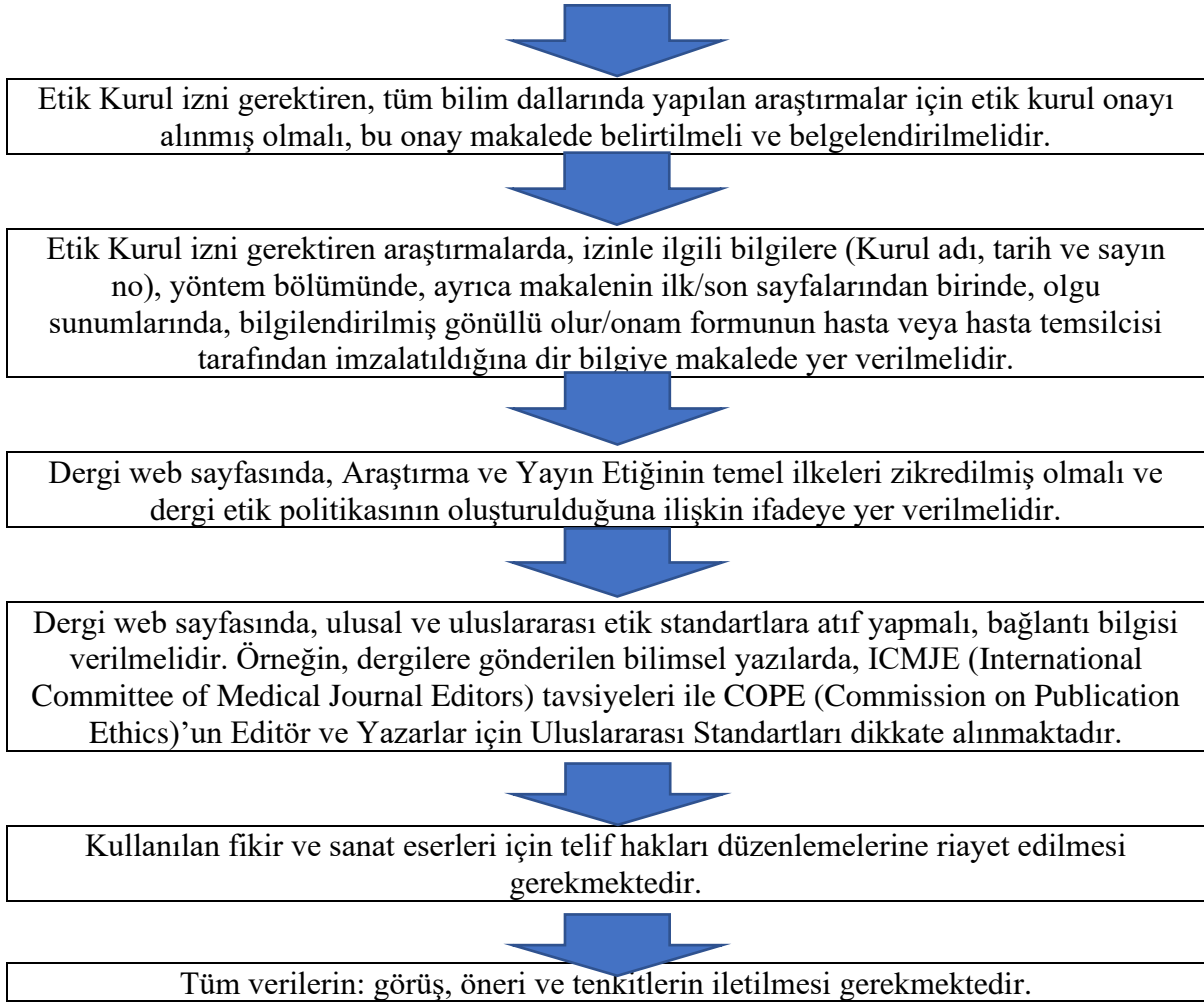 Etik Kurul izni gerektiren, tüm bilim dallarında yapılan araştırmalar için etik kurul onayı
alınmış olmalı, bu onay makalede belirtilmeli ve belgelendirilmelidir.
Etik Kurul izni gerektiren araştırmalarda, izinle ilgili bilgilere (Kurul adı, tarih ve sayın
no), yöntem bölümünde, ayrıca makalenin ilk/son sayfalarından birinde, olgu
sunumlarında, bilgilendirilmiş gönüllü olur/onam formunun hasta veya hasta temsilcisi
tarafından imzalatıldığına dir bilgiye makalede yer verilmelidir.
Dergi web sayfasında, Araştırma ve Yayın Etiğinin temel ilkeleri zikredilmiş olmalı ve
dergi etik politikasının oluşturulduğuna ilişkin ifadeye yer verilmelidir.
Dergi web sayfasında, ulusal ve uluslararası etik standartlara atıf yapmalı, bağlantı bilgisi
verilmelidir. Örneğin, dergilere gönderilen bilimsel yazılarda, ICMJE (International
Committee of Medical Journal Editors) tavsiyeleri ile COPE (Commission on Publication
Ethics)’un Editör ve Yazarlar için Uluslararası Standartları dikkate alınmaktadır.
Kullanılan fikir ve sanat eserleri için telif hakları düzenlemelerine riayet edilmesi
gerekmektedir.
Tüm verilerin: görüş, öneri ve tenkitlerin iletilmesi gerekmektedir.